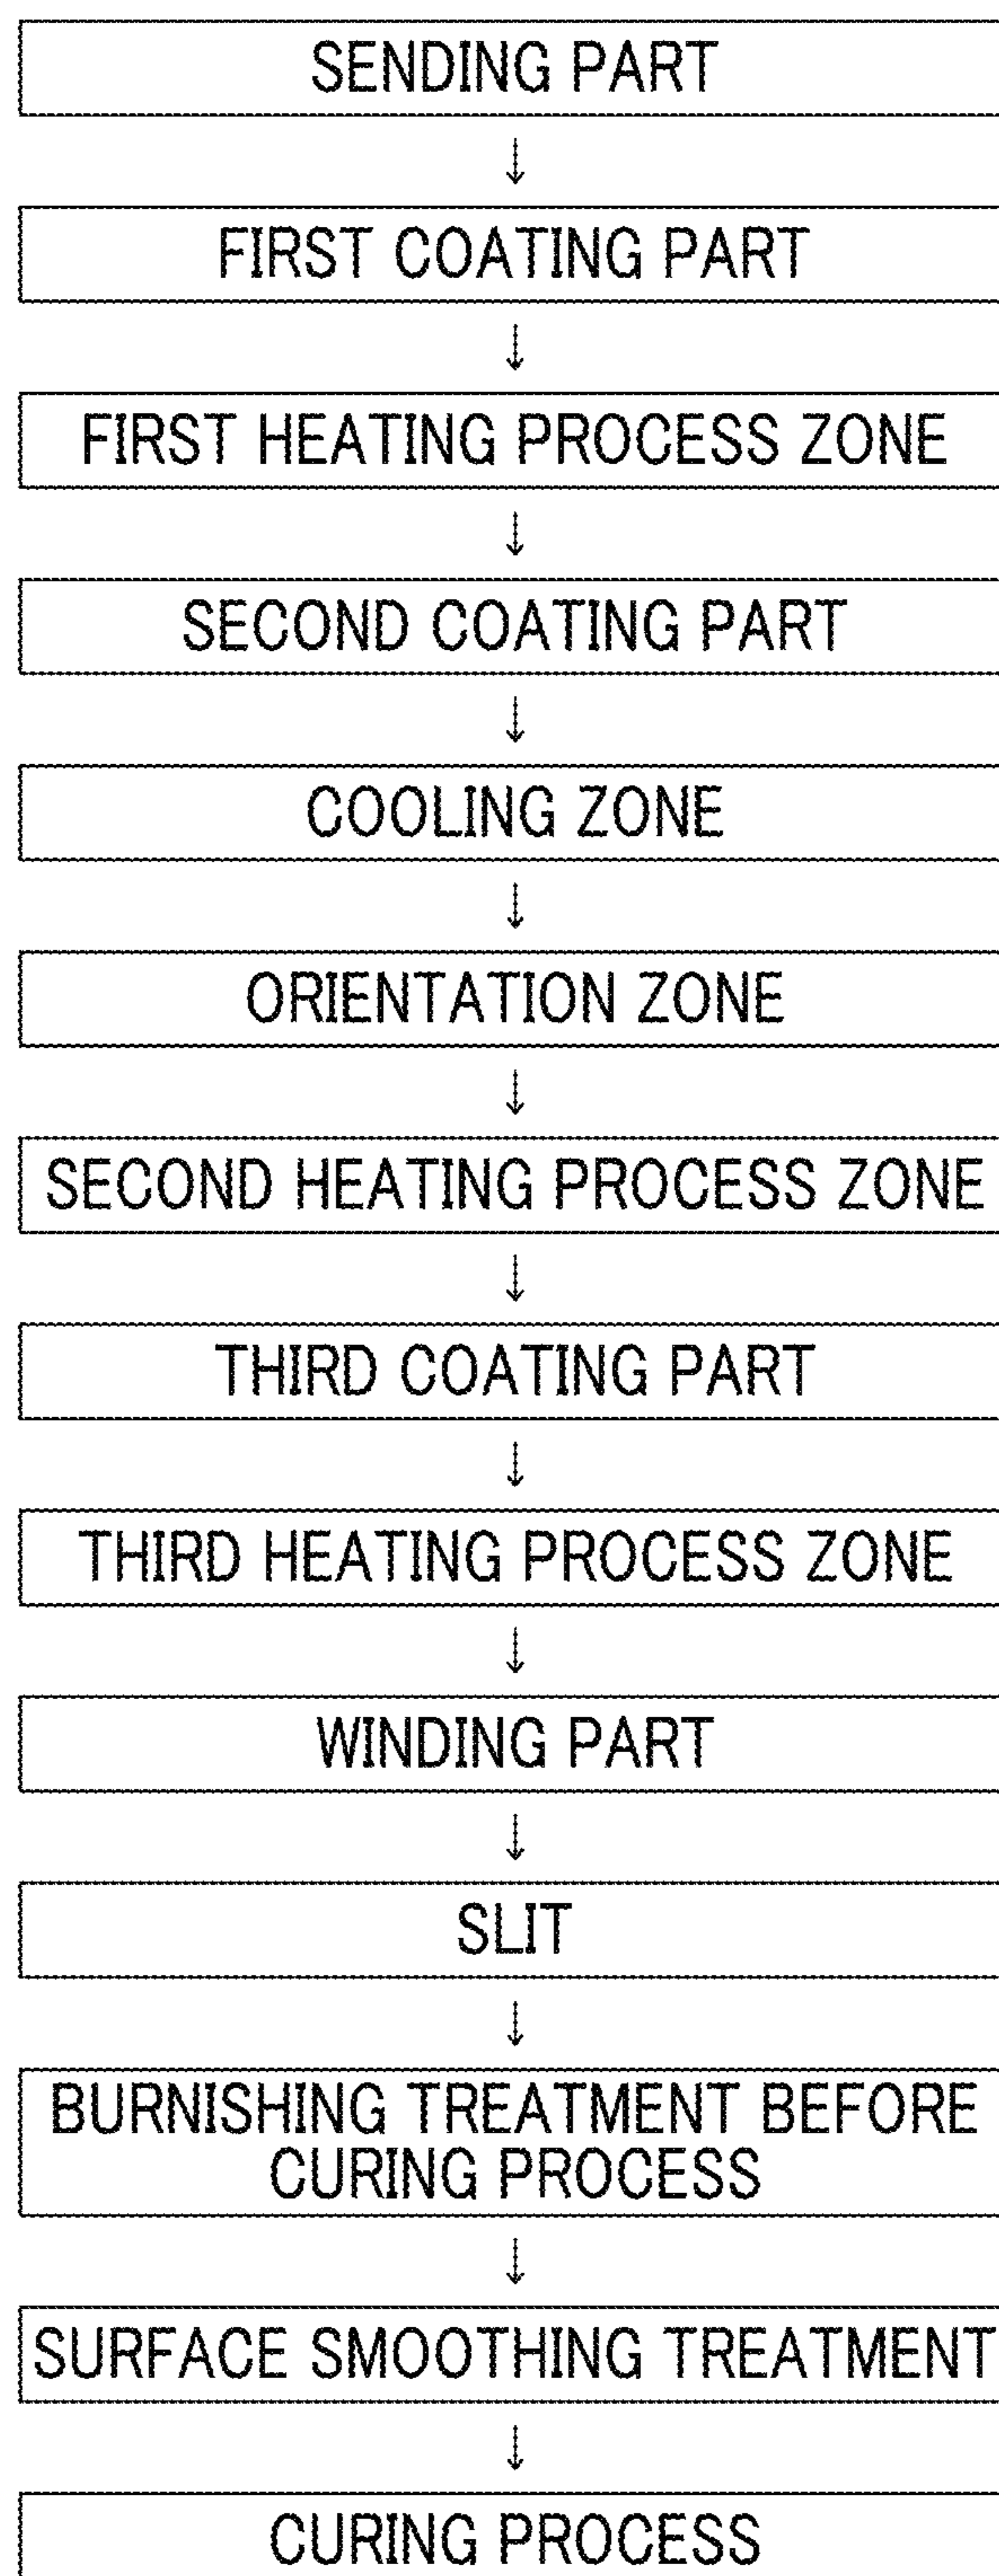 SENDING PART
FIRST COATING PART
FIRST HEATING PROCESS ZONE
SECOND COATING PART
COOLING ZONE
ORIENTATION ZONE
SECOND HEATING PROCESS ZONE
THIRD COATING PART
THIRD HEATING PROCESS ZONE
WINDING PART
SLIT
BURNISHING TREATMENT BEFORE
CURING PROCESS
SURFACE SMOOTHING TREATMENT
CURING PROCESS